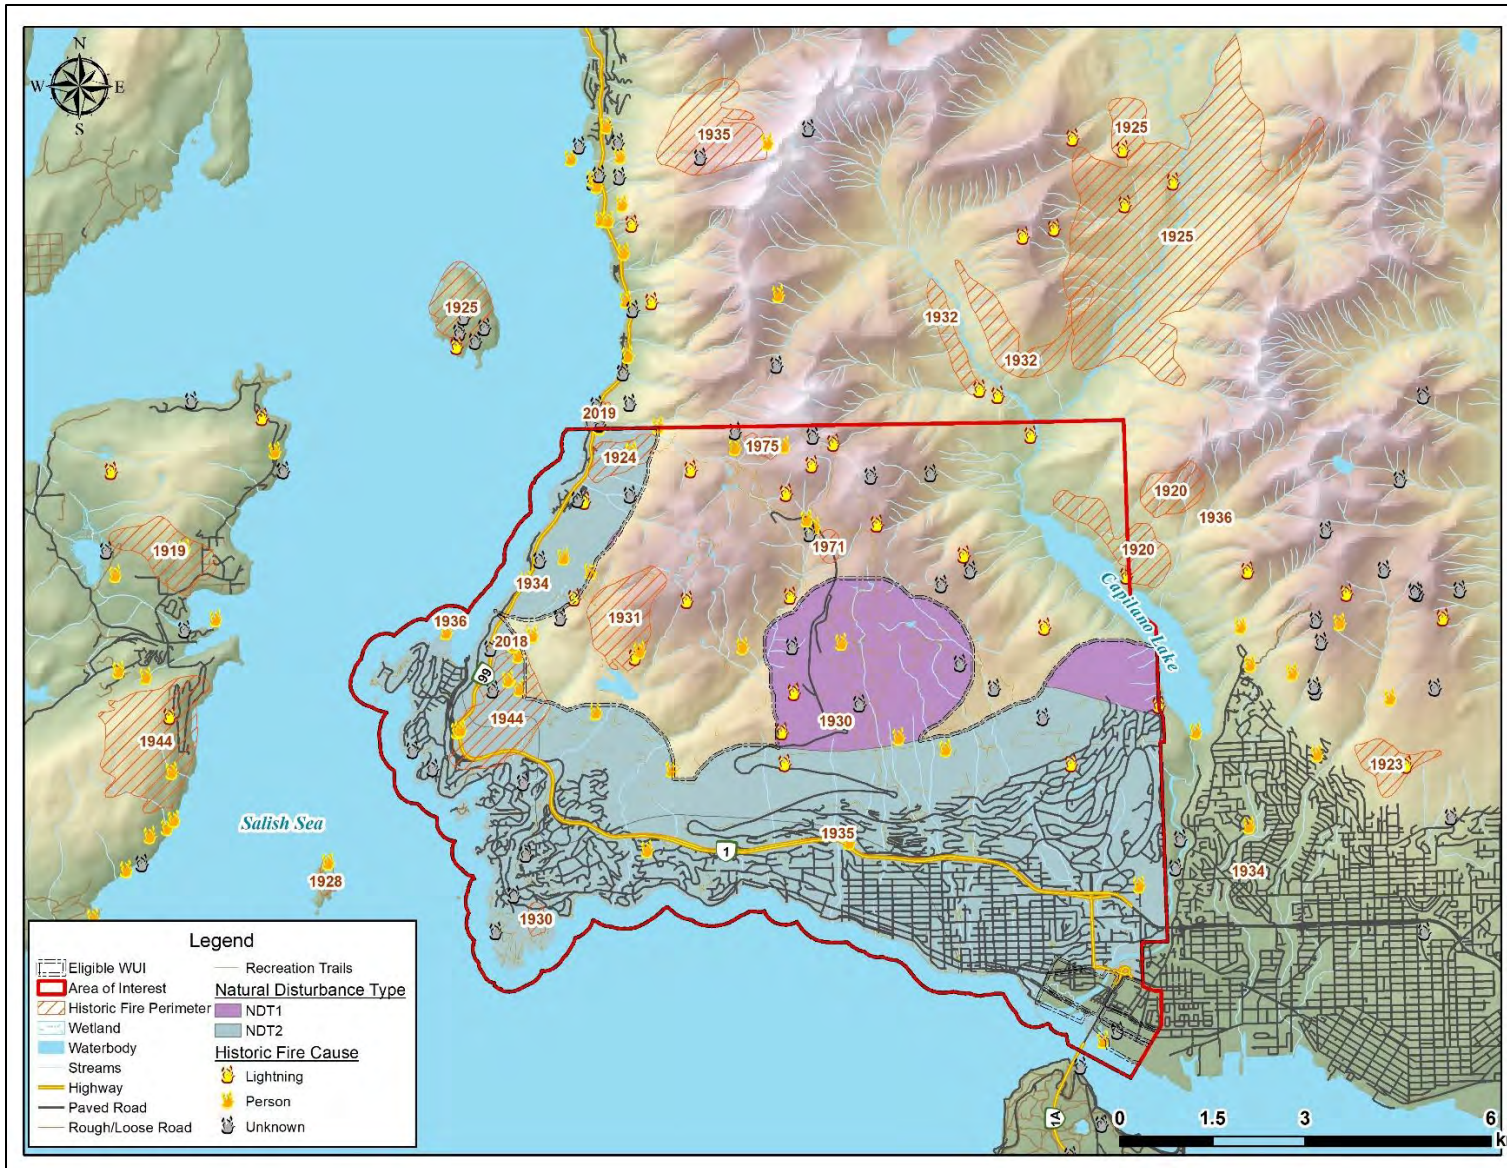 N
W E
S
1935
1925
1925
1925
1932
1932
2019
1924
1975
1920
1936
1919
1971
1920
1934
1931
1936
2018
Capilano Lake
99
1944
1930
1944
1923
Salish Sea
1935
1
1928
1934
1930
Legend
Eligible WUI
Area of Interest
Historic Fire Perimeter
Wetland
Waterbody
Streams
Highway
Paved Road
Rough/Loose Road
Recreation Trails
Natural Disturbance Type
NDT1
NDT2
Historic Fire Cause
Lightning
Person
Unknown
1A
0 1.5 3 6